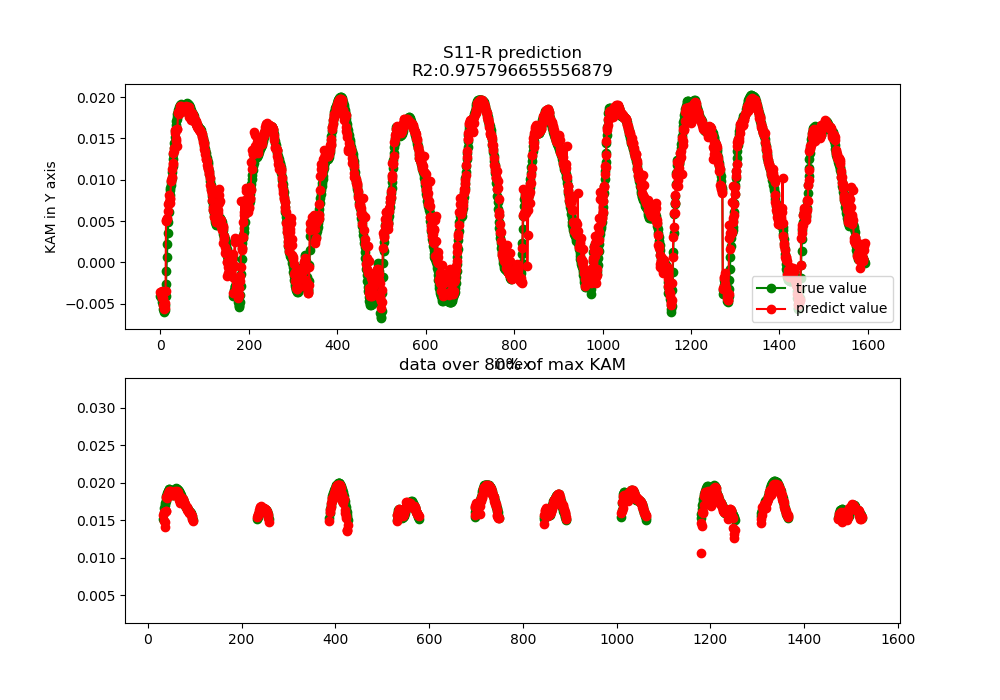 S11-R prediction
R2:0.975796655556879
0.020
0.015
0.010
0.005
0.000
−0.005
KAM in Y axis
true value
predict value
0 200 400 600 800 1000 1200 1400 1600
index
data over 80% of max KAM
0.030
0.025
0.020
0.015
0.010
0.005
0 200 400 600 800 1000 1200 1400 1600